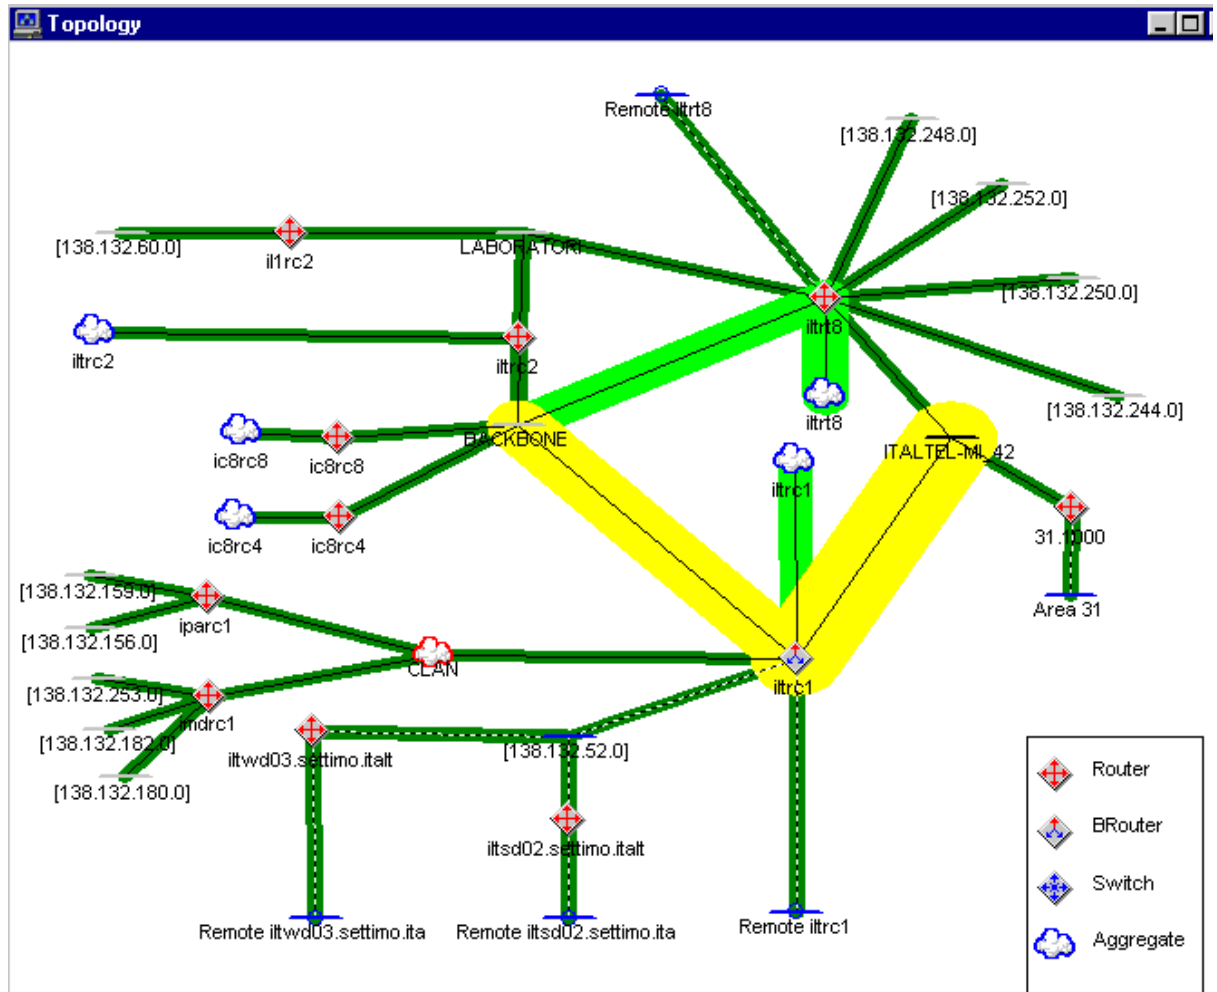 Topology
Remote iltrt8
[138.132.248.0]
[138.132.252.0]
[138.132.60.0]
il1rc2
LABORATORI
[138.132.250.0]
iltrt8
iltrc2
iltrc2
[138.132.244.0]
iltrt8
BACKBONE
ITALTEL-MI_42
ic8rc8
ic8rc8
iltrc1
31.1000
ic8rc4
ic8rc4
[138.132.159.0]
Area 31
iparc1
[138.132.156.0]
CLAN
iltrc1
[138.132.253.0]
imdrc1
[138.132.182.0]
[138.132.52.0]
iltwd03.settimo.italt
[138.132.180.0]
iltsd02.settimo.italt
Remote iltwd03.settimo.ita
Remote iltsd02.settimo.ita
Remote iltrc1
Router
BRouter
Switch
Aggregate